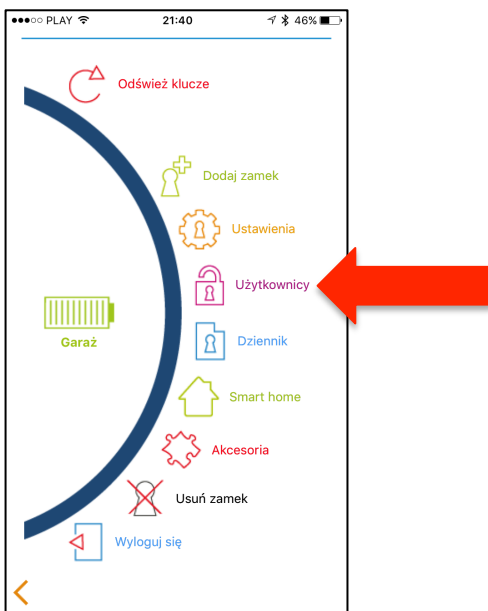 PLAY 21:40 46%
Odśwież klucze
Dodaj zamek
Ustawienia
Użytkownicy
Garaż
Dziennik
Smart home
Akcesoria
Usuń zamek
Wyloguj się